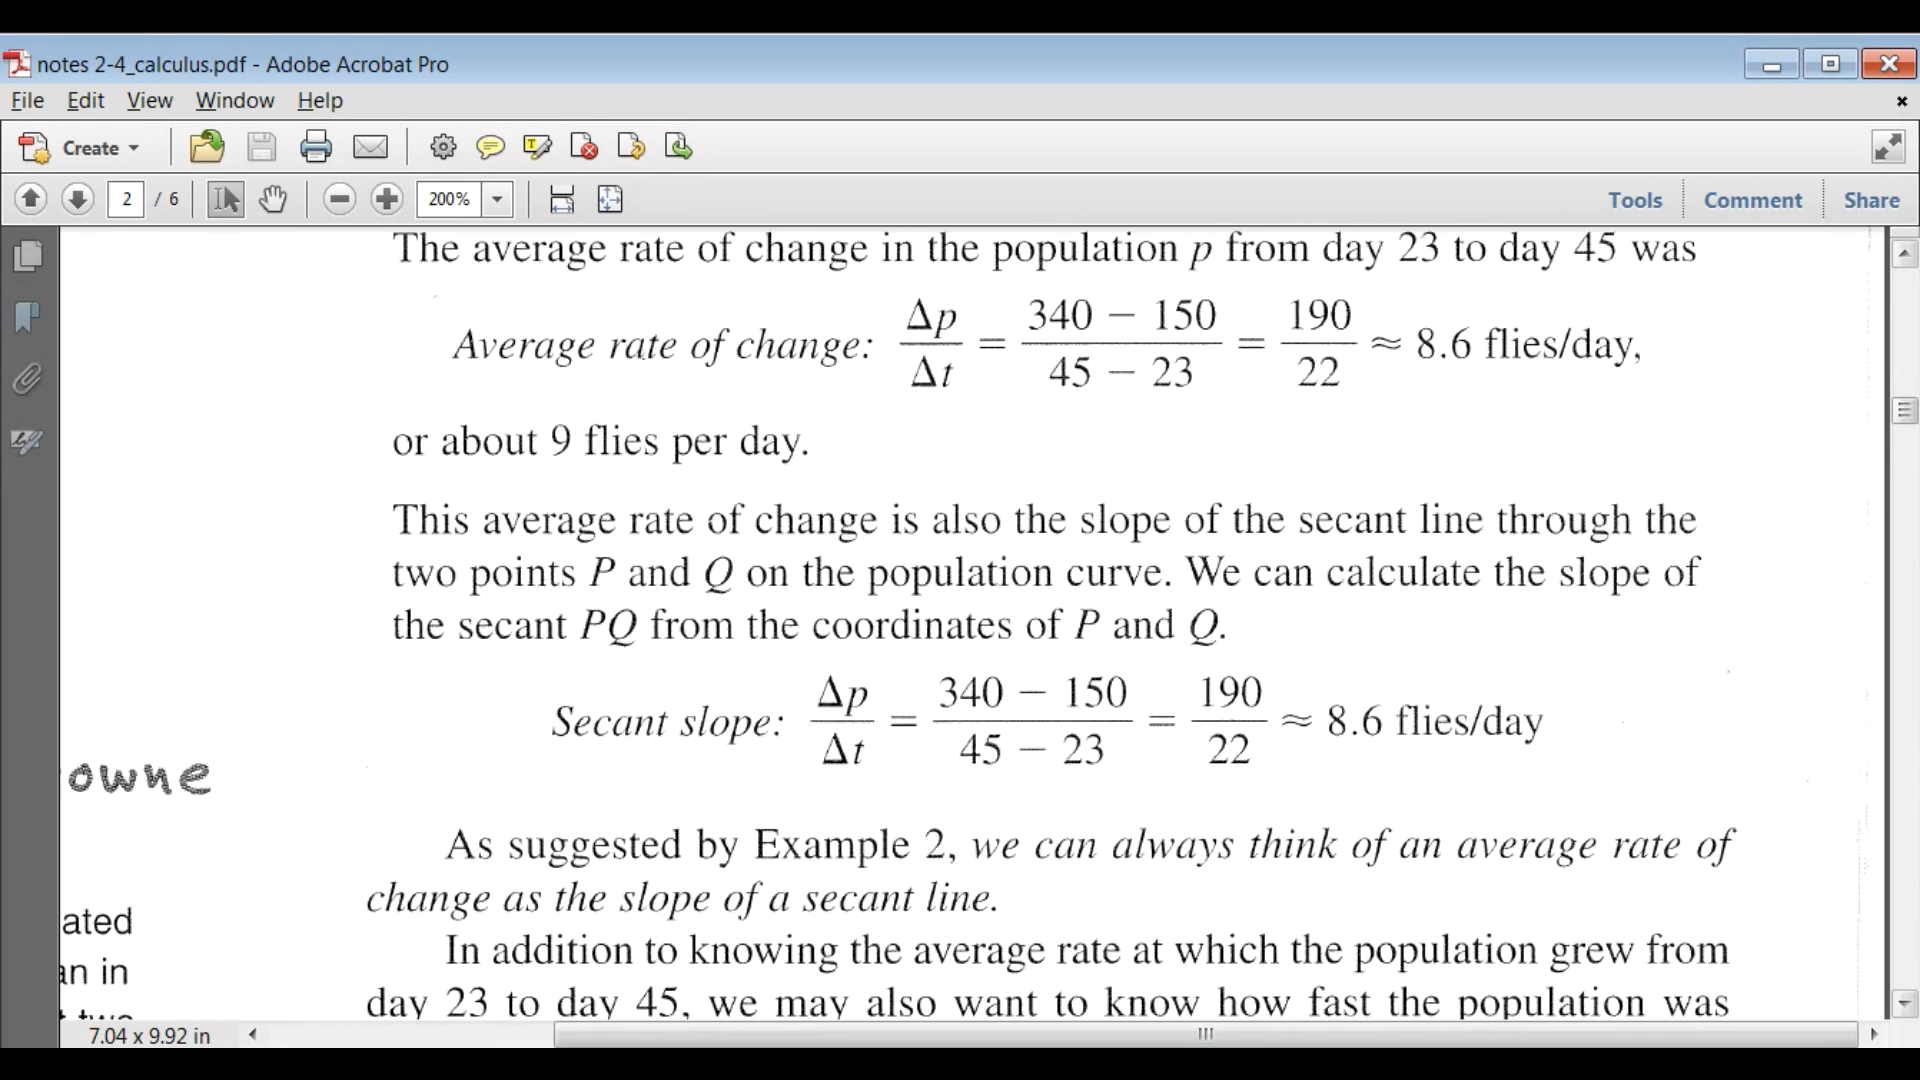 notes 2-4_calculus.pdf - Adobe Acrobat Pro
File Edit View Window Help
Create
2 / 6 200% Tools Comment Share
The average rate of change in the population p from day 23 to day 45 was
Average rate of change: Δp/Δt = (340 − 150)/(45 − 23) = 190/22 ≈ 8.6 flies/day,
or about 9 flies per day.
This average rate of change is also the slope of the secant line through the
two points P and Q on the population curve. We can calculate the slope of
the secant PQ from the coordinates of P and Q.
Secant slope: Δp/Δt = (340 − 150)/(45 − 23) = 190/22 ≈ 8.6 flies/day
owne
As suggested by Example 2, we can always think of an average rate of
change as the slope of a secant line.
ated
In addition to knowing the average rate at which the population grew from
an in
day 23 to day 45, we may also want to know how fast the population was
7.04 x 9.92 in